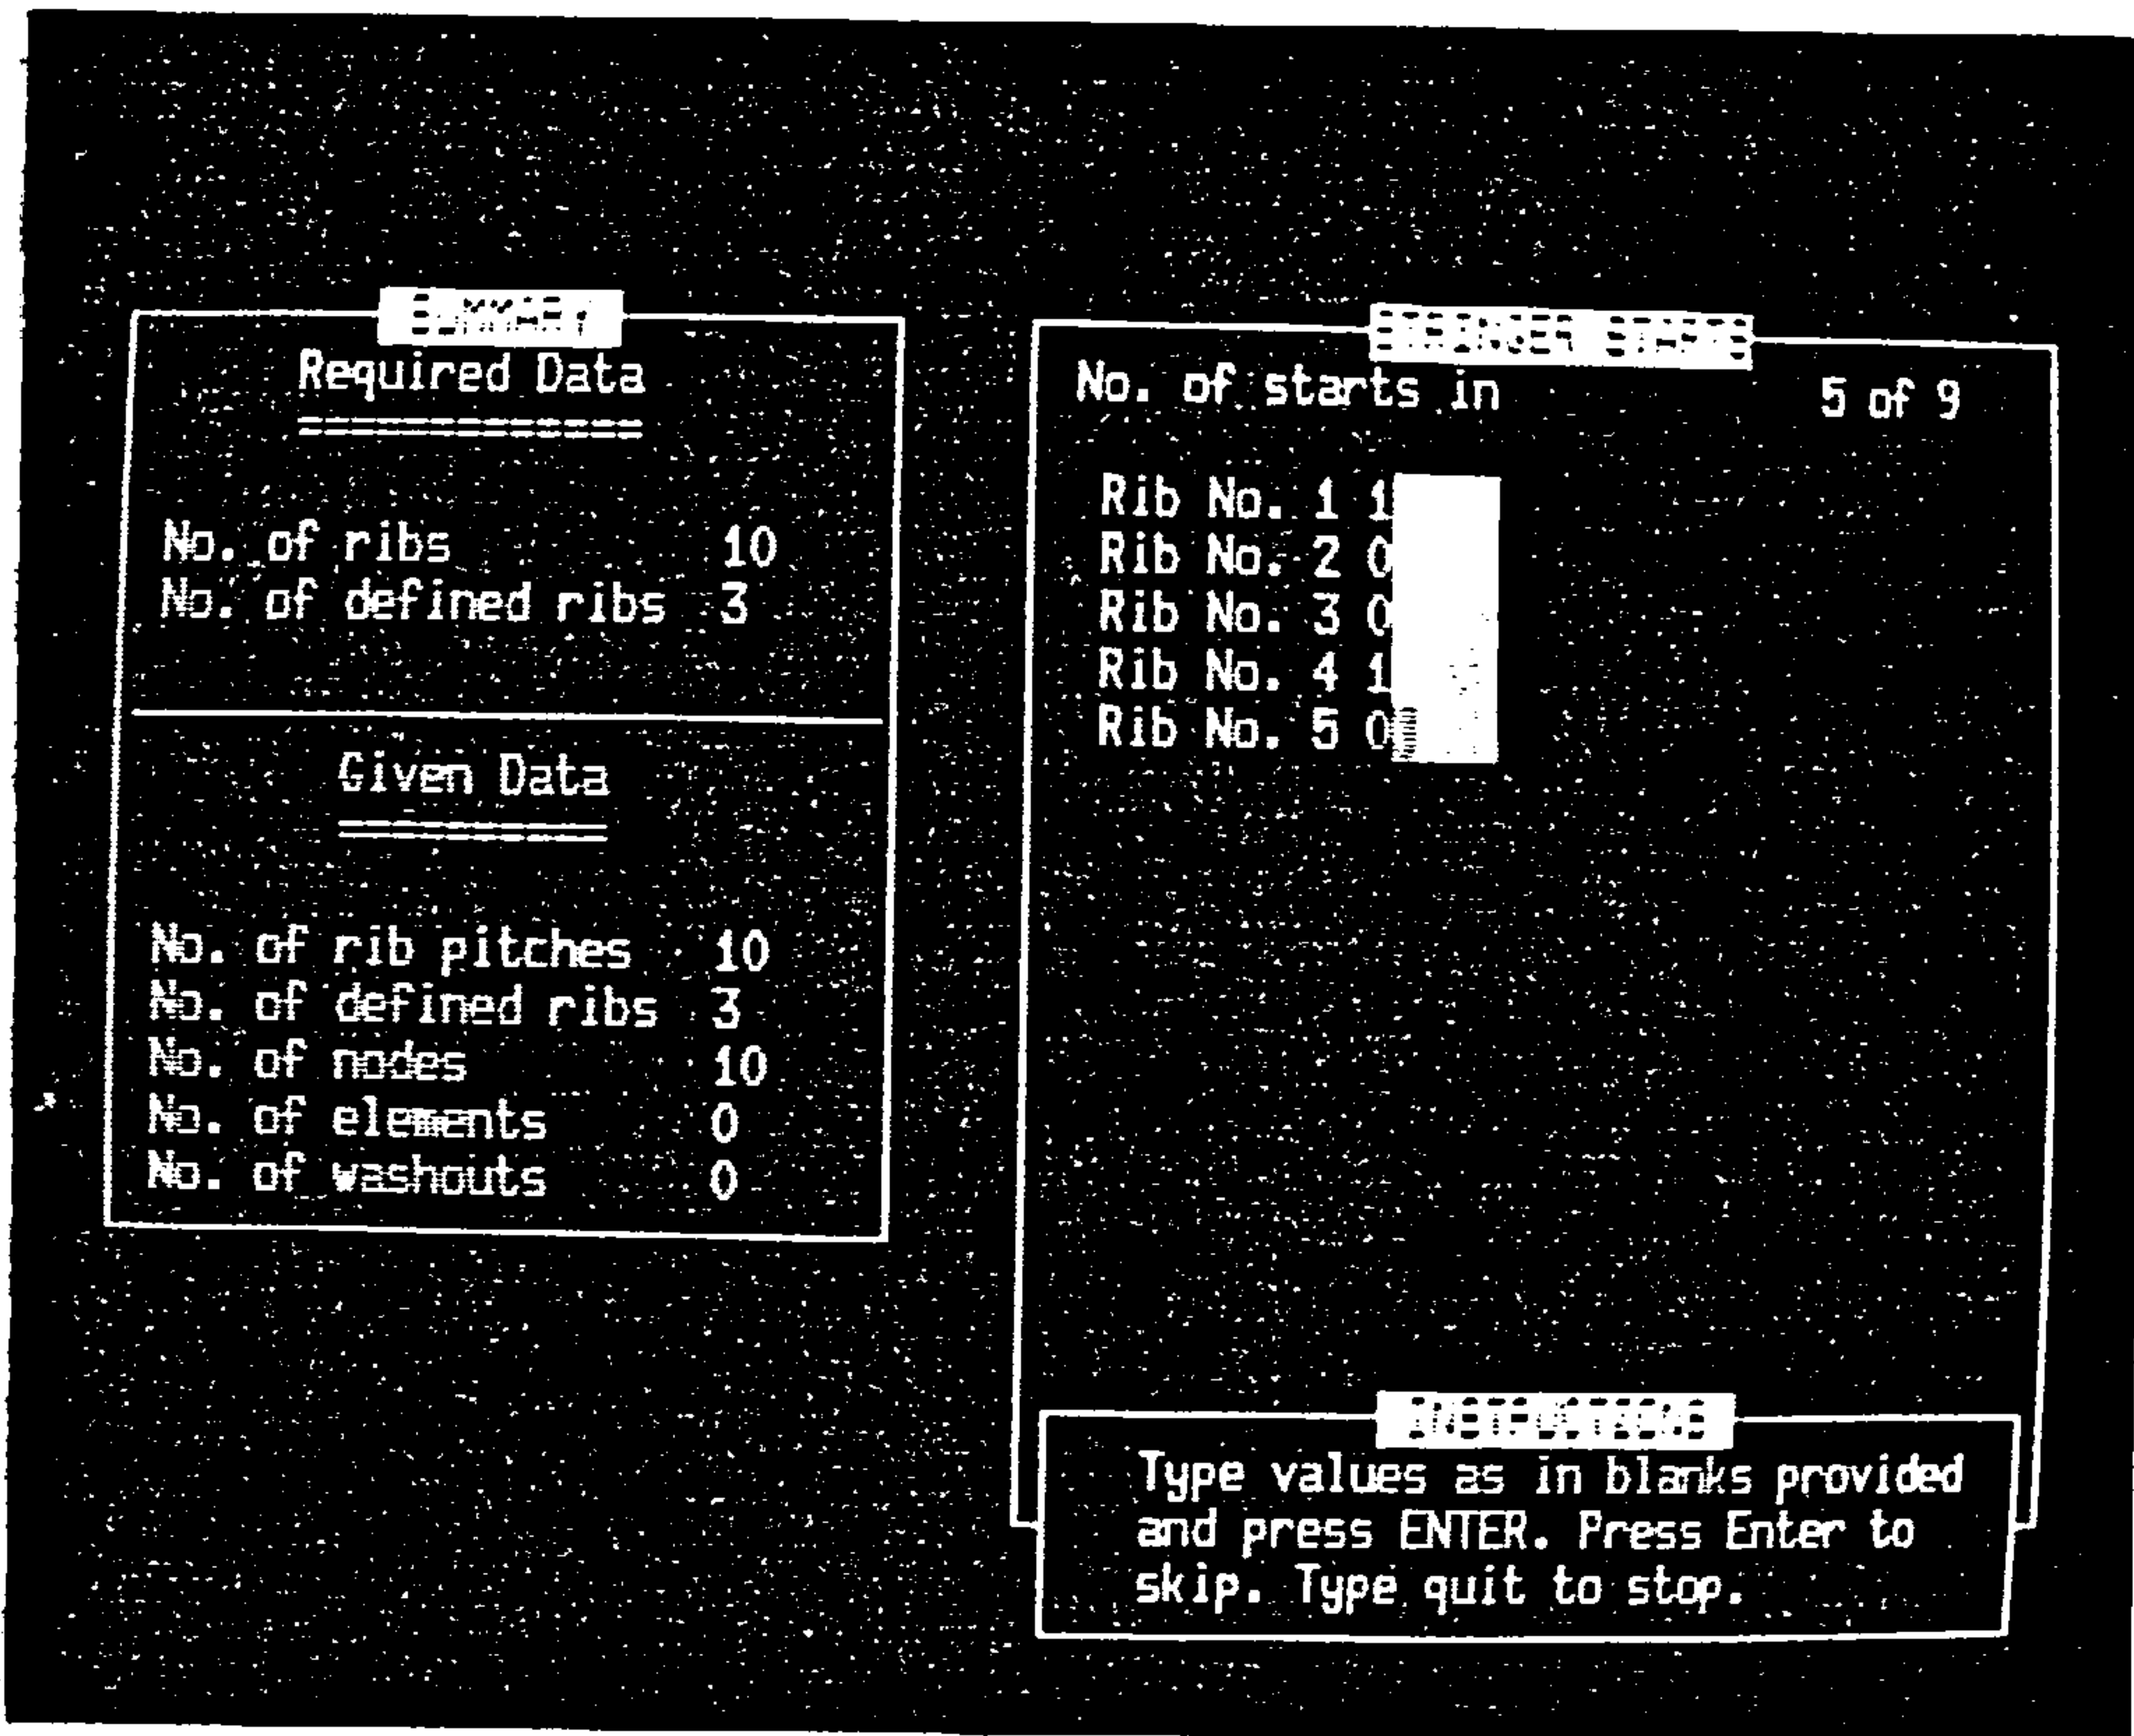 SUMMARY
Required Data
No. of ribs 10
No. of defined ribs 3
Given Data
No. of rib pitches 10
No. of defined ribs 3
No. of nodes 10
No. of elements 0
No. of washouts 0
STRINGER STARTS
No. of starts in 5 of 9
Rib No. 1 1
Rib No. 2 0
Rib No. 3 0
Rib No. 4 1
Rib No. 5 0
INSTRUCTIONS
Type values as in blanks provided
and press ENTER. Press Enter to
skip. Type quit to stop.